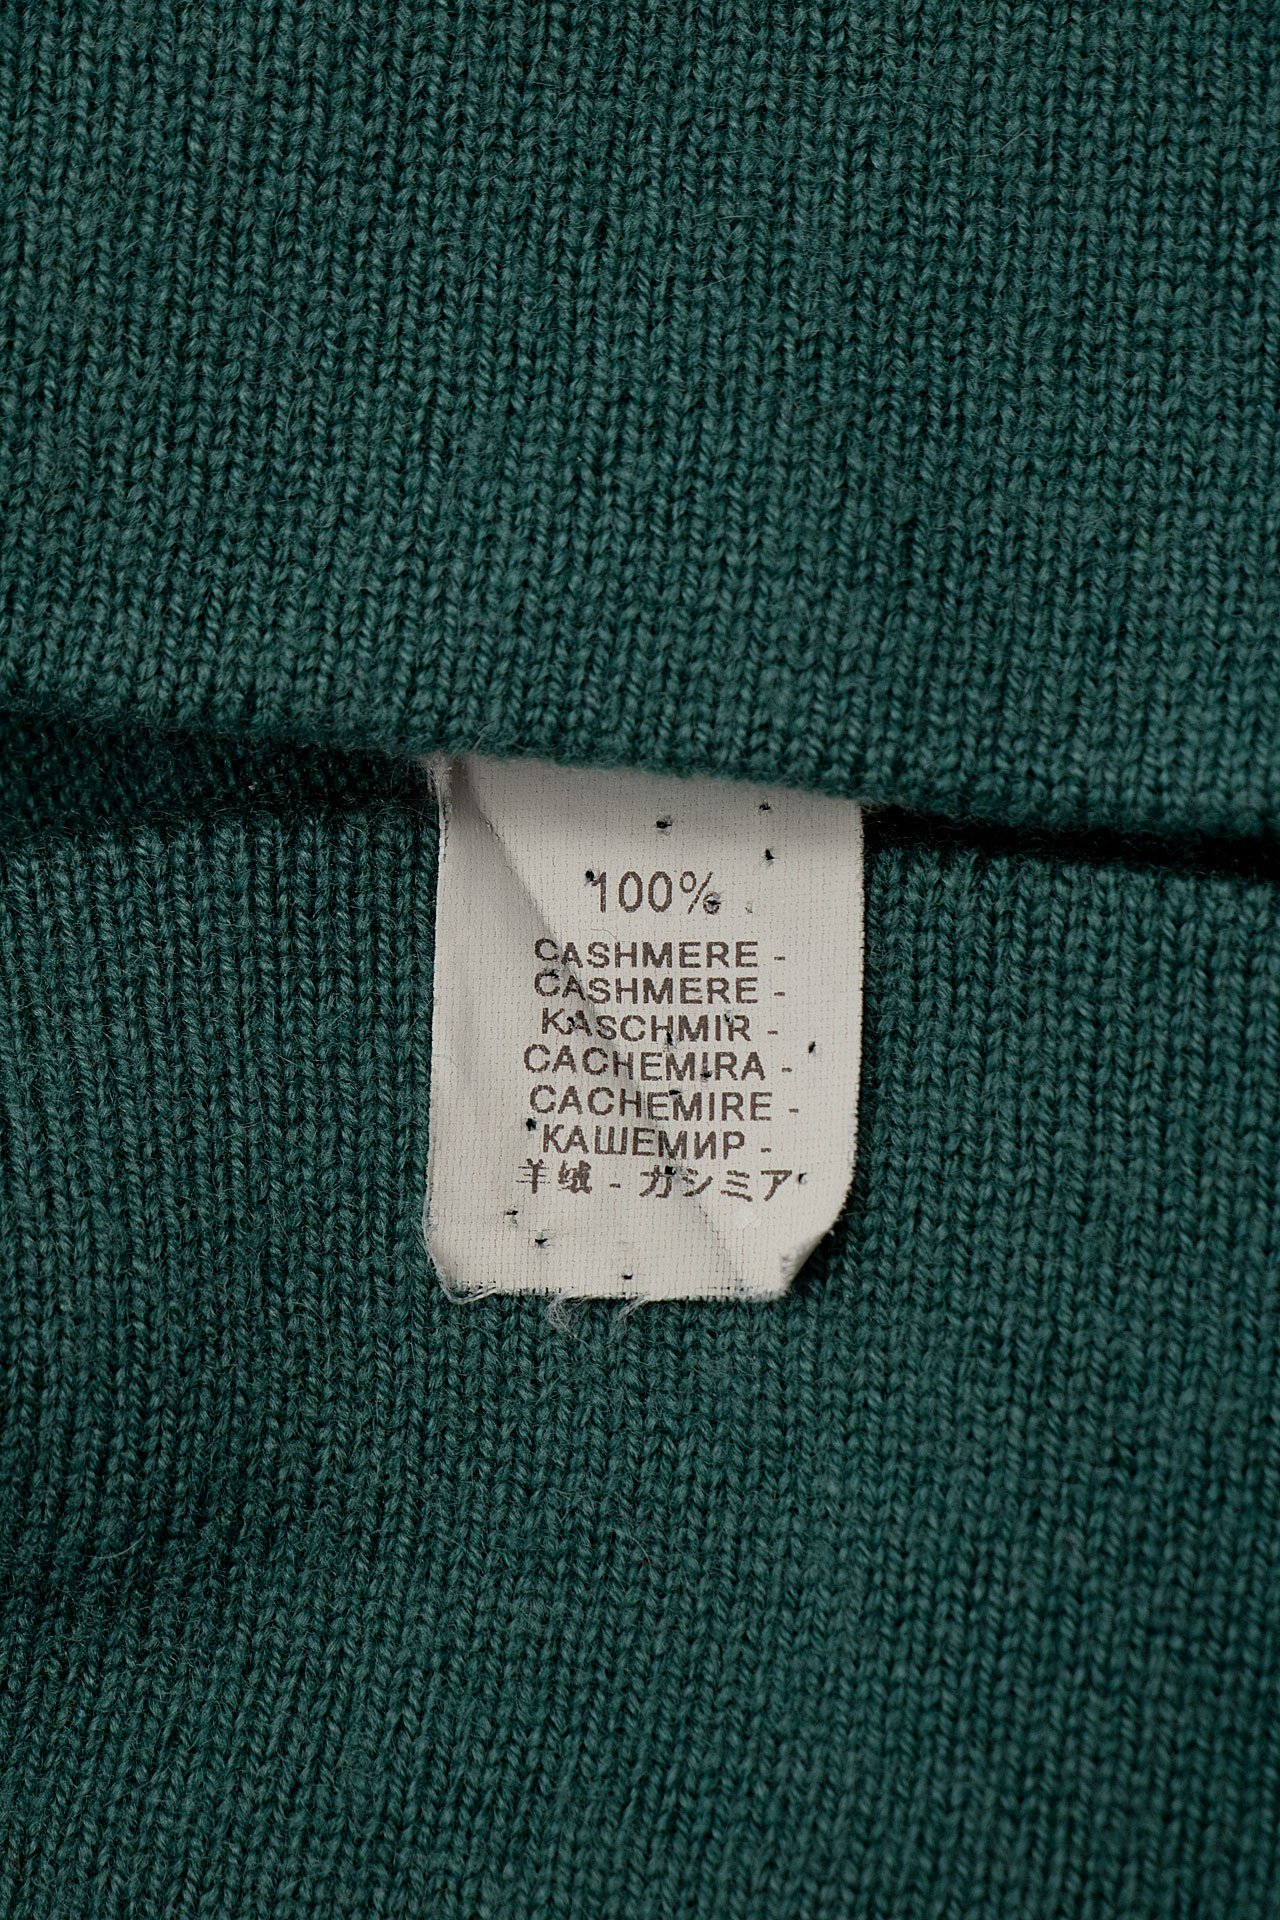 100%
CASHMERE -
CASHMERE -
KASCHMIR -
CACHEMIRA -
CACHEMIRE -
КАШЕМИР -
羊绒 - カシミア